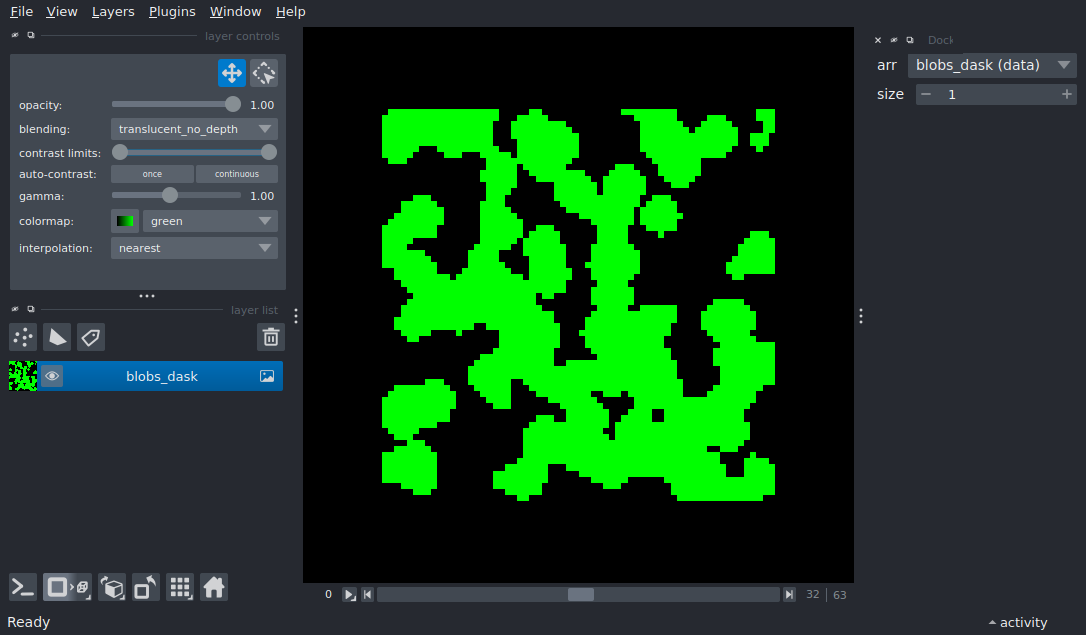 File View Layers Plugins Window Help
layer controls
opacity: 1.00
blending: translucent_no_depth
contrast limits:
auto-contrast: once continuous
gamma: 1.00
colormap: green
interpolation: nearest
layer list
blobs_dask
Dock
arr blobs_dask (data)
size 1
0 32 63
Ready
activity